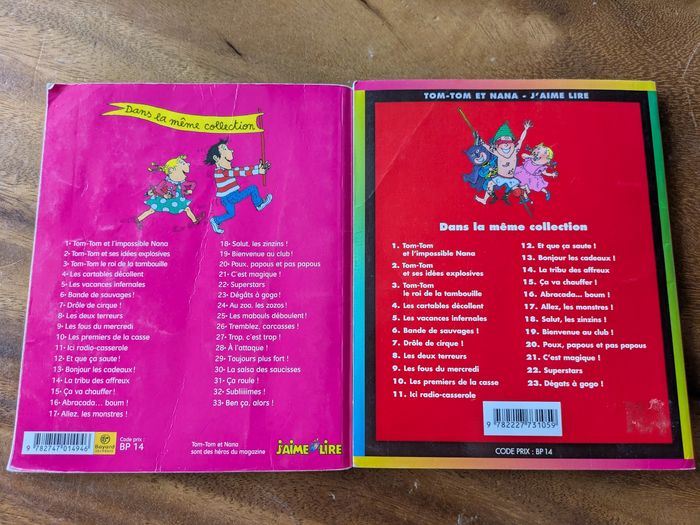 Dans la même collection
1- Tom-Tom et l'impossible Nana
2- Tom-Tom et ses idées explosives
3- Tom-Tom le roi de la tambouille
4- Les cartables décollent
5- Les vacances infernales
6- Bande de sauvages !
7- Drôle de cirque !
8- Les deux terreurs
9- Les fous du mercredi
10- Les premiers de la casse
11- Ici radio-casserole
12- Et que ça saute !
13- Bonjour les cadeaux !
14- La tribu des affreux
15- Ça va chauffer !
16- Abracada... boum !
17- Allez, les monstres !
18- Salut, les zinzins !
19- Bienvenue au club !
20- Poux, papous et pas papous
21- C'est magique !
22- Superstars
23- Dégâts à gogo !
24- Au zoo, les zozos !
25- Les mabouls déboulent !
26- Tremblez, carcasses !
27- Trop, c'est trop !
28- À l'attaque !
29- Toujours plus fort !
30- La salsa des saucisses
31- Ça roule !
32- Subliiiimes !
33- Ben ça, alors !
9 782747 014946
Bayard
Code prix :
BP 14
Tom-Tom et Nana
sont des héros du magazine
J'AIME LIRE
TOM-TOM ET NANA - J'AIME LIRE
Dans la même collection
1. Tom-Tom
et l'impossible Nana
2. Tom-Tom
et ses idées explosives
3. Tom-Tom
le roi de la tambouille
4. Les cartables décollent
5. Les vacances infernales
6. Bande de sauvages !
7. Drôle de cirque !
8. Les deux terreurs
9. Les fous du mercredi
10. Les premiers de la casse
11. Ici radio-casserole
12. Et que ça saute !
13. Bonjour les cadeaux !
14. La tribu des affreux
15. Ça va chauffer !
16. Abracada... boum !
17. Allez, les monstres !
18. Salut, les zinzins !
19. Bienvenue au club !
20. Poux, papous et pas papous
21. C'est magique !
22. Superstars
23. Dégats à gogo !
9 782227 731059
CODE PRIX : BP 14